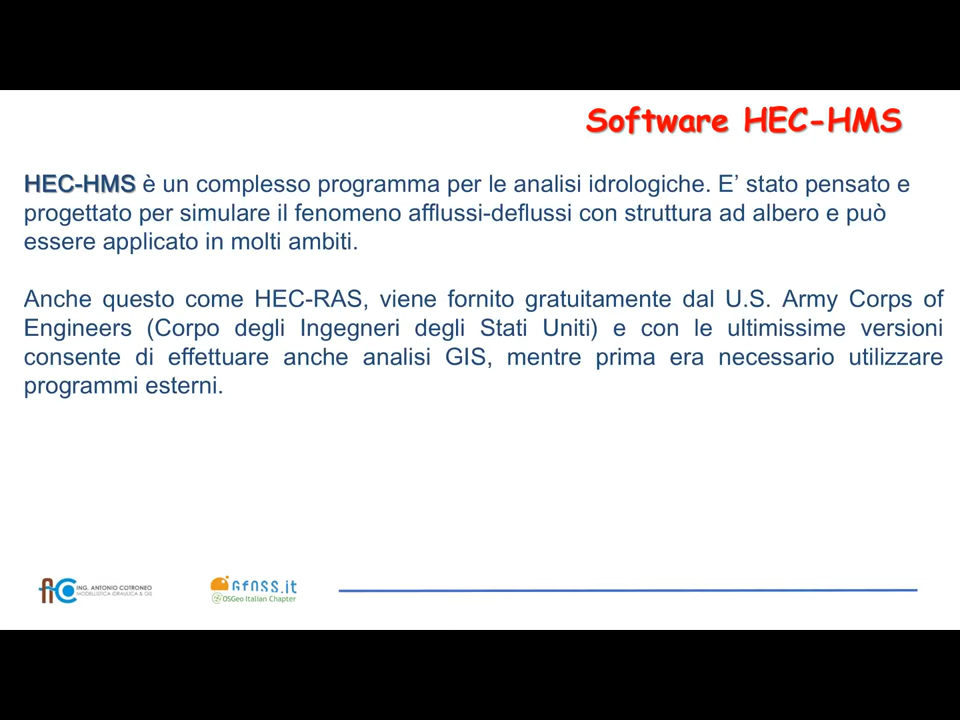 Software HEC-HMS
HEC-HMS è un complesso programma per le analisi idrologiche. E’ stato pensato e
progettato per simulare il fenomeno afflussi-deflussi con struttura ad albero e può
essere applicato in molti ambiti.
Anche questo come HEC-RAS, viene fornito gratuitamente dal U.S. Army Corps of
Engineers (Corpo degli Ingegneri degli Stati Uniti) e con le ultimissime versioni
consente di effettuare anche analisi GIS, mentre prima era necessario utilizzare
programmi esterni.
ING. ANTONIO COTRONEO
MODELLISTICA IDRAULICA & GIS
GFOSS.it
OSGeo Italian Chapter